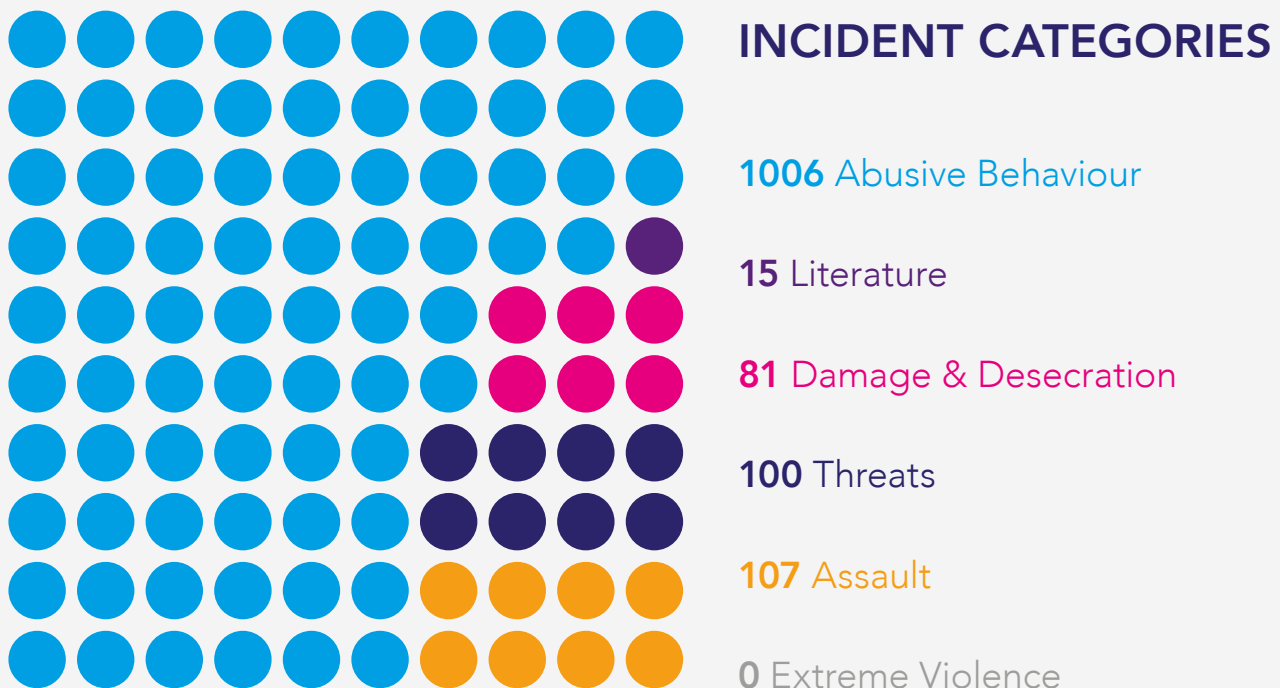 INCIDENT CATEGORIES
1006 Abusive Behaviour
15 Literature
81 Damage & Desecration
100 Threats
107 Assault
0 Extreme Violence